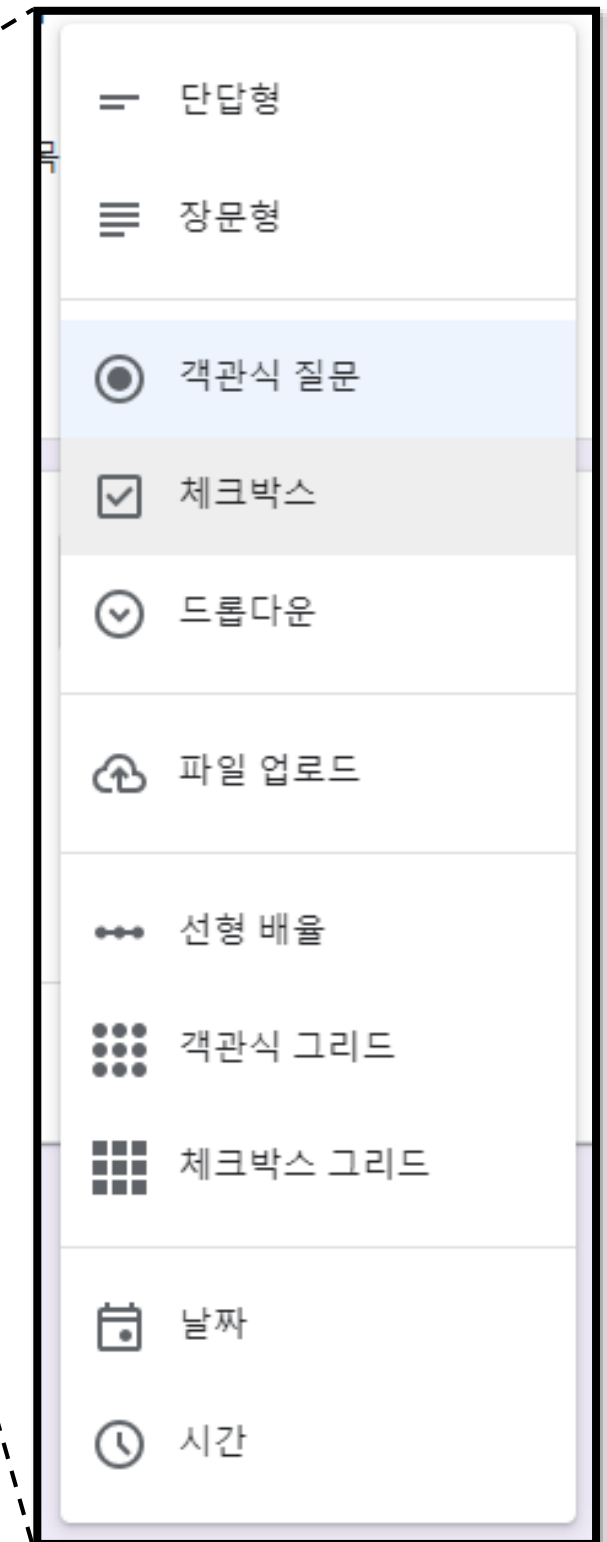 단답형
장문형
객관식 질문
체크박스
드롭다운
파일 업로드
선형 배율
객관식 그리드
체크박스 그리드
날짜
시간